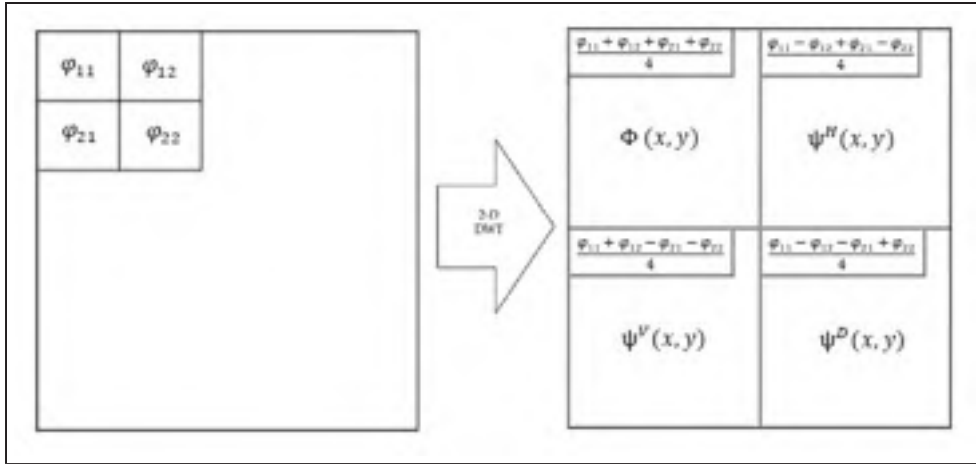 φ₁₁ φ₁₂
φ₂₁ φ₂₂
2-D
DWT
(φ₁₁ + φ₁₂ + φ₂₁ + φ₂₂)/4
(φ₁₁ − φ₁₂ + φ₂₁ − φ₂₂)/4
Φ (x, y)
ψᴴ(x, y)
(φ₁₁ + φ₁₂ − φ₂₁ − φ₂₂)/4
(φ₁₁ − φ₁₂ − φ₂₁ + φ₂₂)/4
ψⱽ(x, y)
ψᴰ(x, y)